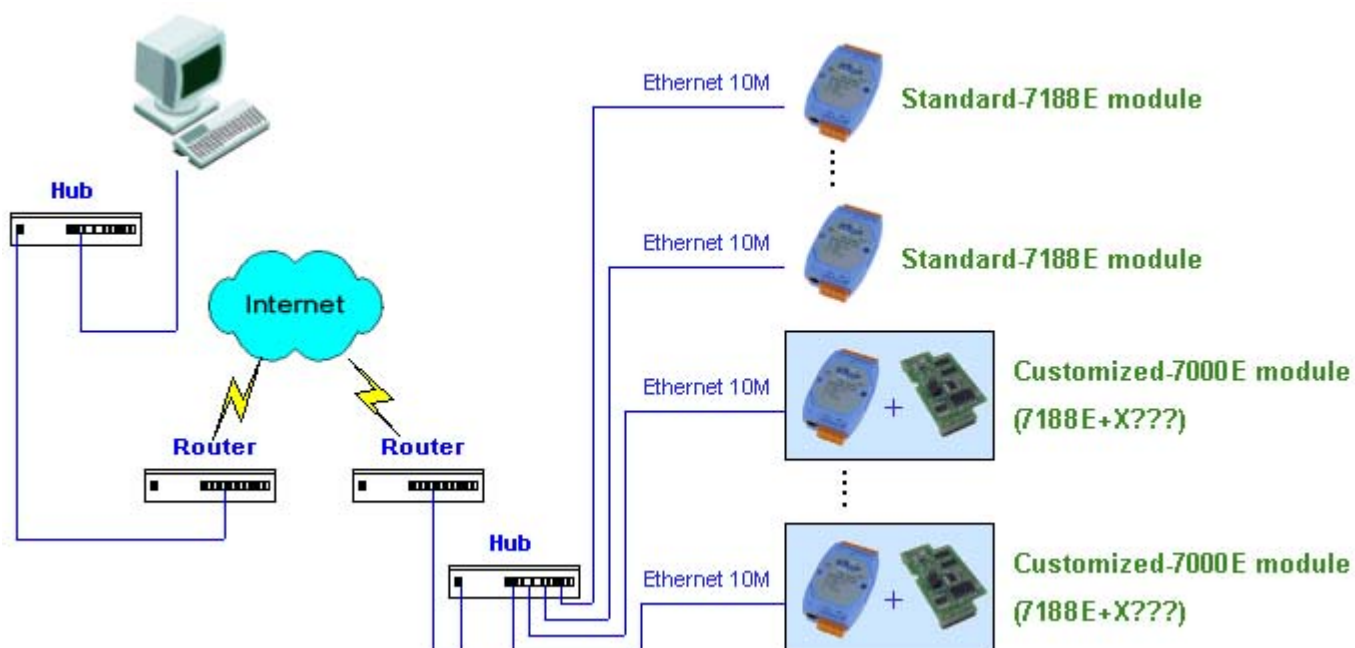 Ethernet 10M
Standard-7188E module
Hub
Ethernet 10M
Standard-7188E module
Internet
Ethernet 10M
Customized-7000E module
(7188E+X???)
+
Router
Router
Hub
Ethernet 10M
Customized-7000E module
(7188E+X???)
+